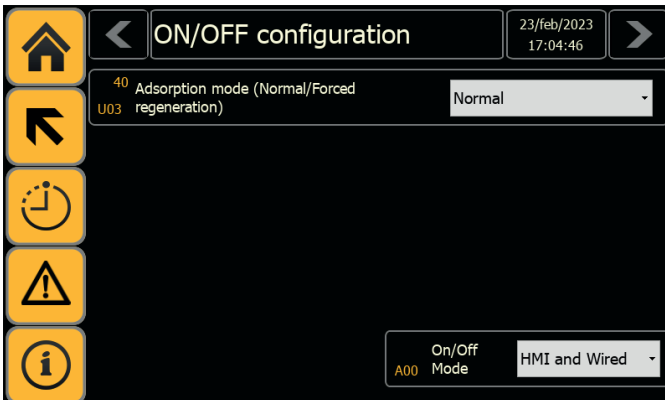 ON/OFF configuration
23/feb/2023
17:04:46
40
U03
Adsorption mode (Normal/Forced
regeneration)
Normal
A00
On/Off
Mode
HMI and Wired